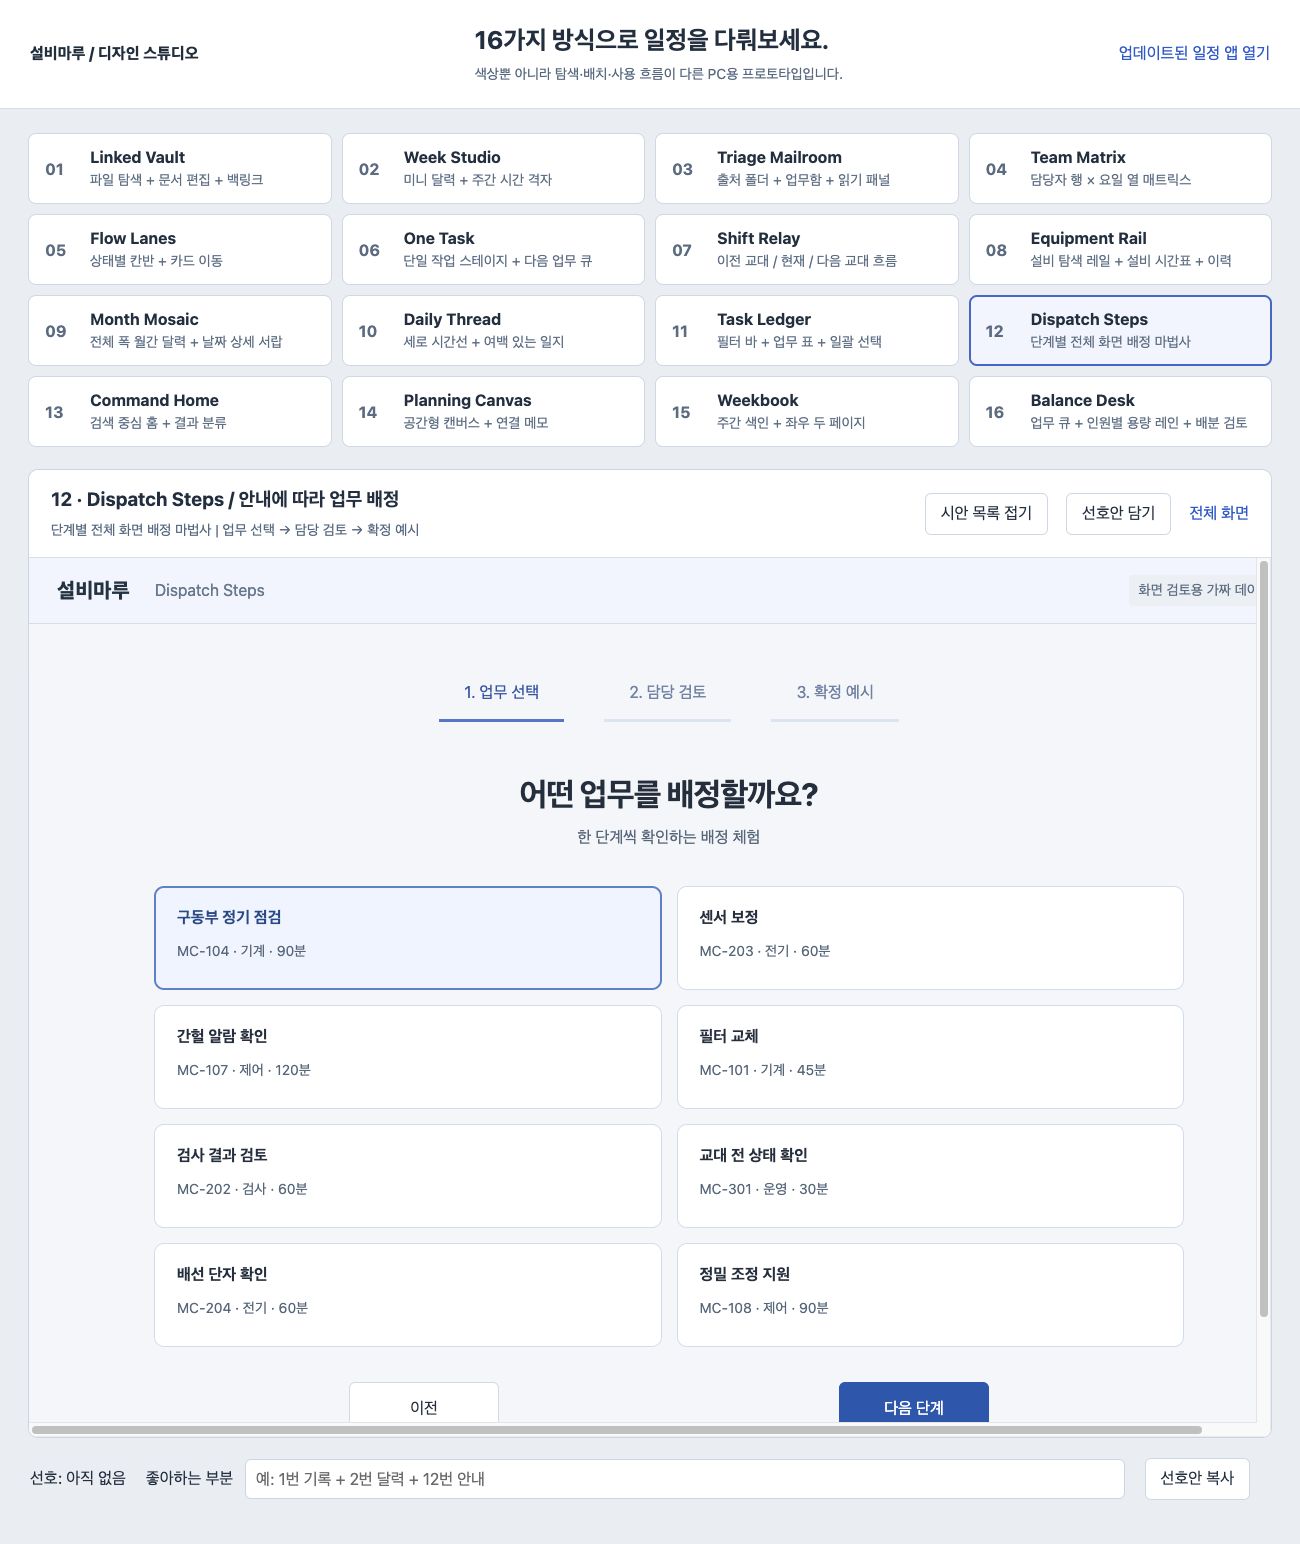 설비마루 / 디자인 스튜디오
16가지 방식으로 일정을 다뤄보세요.
색상뿐 아니라 탐색·배치·사용 흐름이 다른 PC용 프로토타입입니다.
업데이트된 일정 앱 열기
01 Linked Vault
파일 탐색 + 문서 편집 + 백링크
02 Week Studio
미니 달력 + 주간 시간 격자
03 Triage Mailroom
출처 폴더 + 업무함 + 읽기 패널
04 Team Matrix
담당자 행 × 요일 열 매트릭스
05 Flow Lanes
상태별 칸반 + 카드 이동
06 One Task
단일 작업 스테이지 + 다음 업무 큐
07 Shift Relay
이전 교대 / 현재 / 다음 교대 흐름
08 Equipment Rail
설비 탐색 레일 + 설비 시간표 + 이력
09 Month Mosaic
전체 폭 월간 달력 + 날짜 상세 서랍
10 Daily Thread
세로 시간선 + 여백 있는 일지
11 Task Ledger
필터 바 + 업무 표 + 일괄 선택
12 Dispatch Steps
단계별 전체 화면 배정 마법사
13 Command Home
검색 중심 홈 + 결과 분류
14 Planning Canvas
공간형 캔버스 + 연결 메모
15 Weekbook
주간 색인 + 좌우 두 페이지
16 Balance Desk
업무 큐 + 인원별 용량 레인 + 배분 검토
12 · Dispatch Steps / 안내에 따라 업무 배정
단계별 전체 화면 배정 마법사 | 업무 선택 → 담당 검토 → 확정 예시
시안 목록 접기
선호안 담기
전체 화면
설비마루
Dispatch Steps
화면 검토용 가짜 데이
1. 업무 선택
2. 담당 검토
3. 확정 예시
어떤 업무를 배정할까요?
한 단계씩 확인하는 배정 체험
구동부 정기 점검
MC-104 · 기계 · 90분
센서 보정
MC-203 · 전기 · 60분
간헐 알람 확인
MC-107 · 제어 · 120분
필터 교체
MC-101 · 기계 · 45분
검사 결과 검토
MC-202 · 검사 · 60분
교대 전 상태 확인
MC-301 · 운영 · 30분
배선 단자 확인
MC-204 · 전기 · 60분
정밀 조정 지원
MC-108 · 제어 · 90분
이전
다음 단계
선호: 아직 없음
좋아하는 부분
예: 1번 기록 + 2번 달력 + 12번 안내
선호안 복사